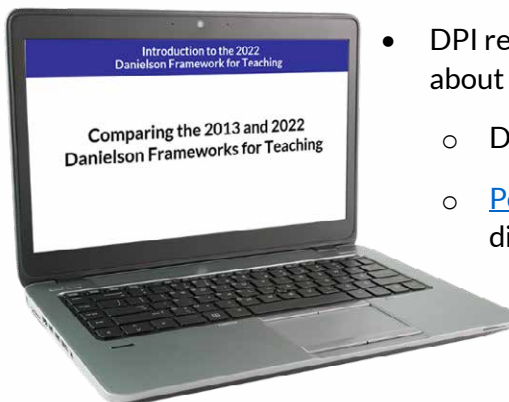 Introduction to the 2022
Danielson Framework for Teaching
Comparing the 2013 and 2022
Danielson Frameworks for Teaching
• DPI re
about
o D
o Pe
di